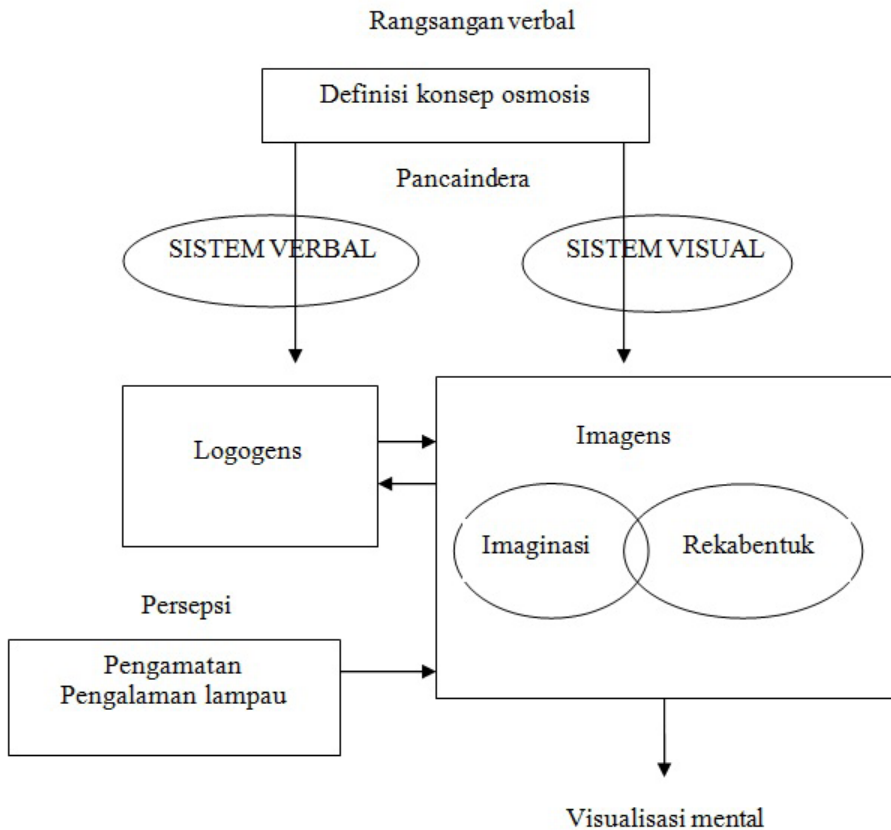 Rangsangan verbal
Definisi konsep osmosis
Pancaindera
SISTEM VERBAL
SISTEM VISUAL
Logogens
Imagens
Imaginasi
Rekabentuk
Persepsi
Pengamatan
Pengalaman lampau
Visualisasi mental